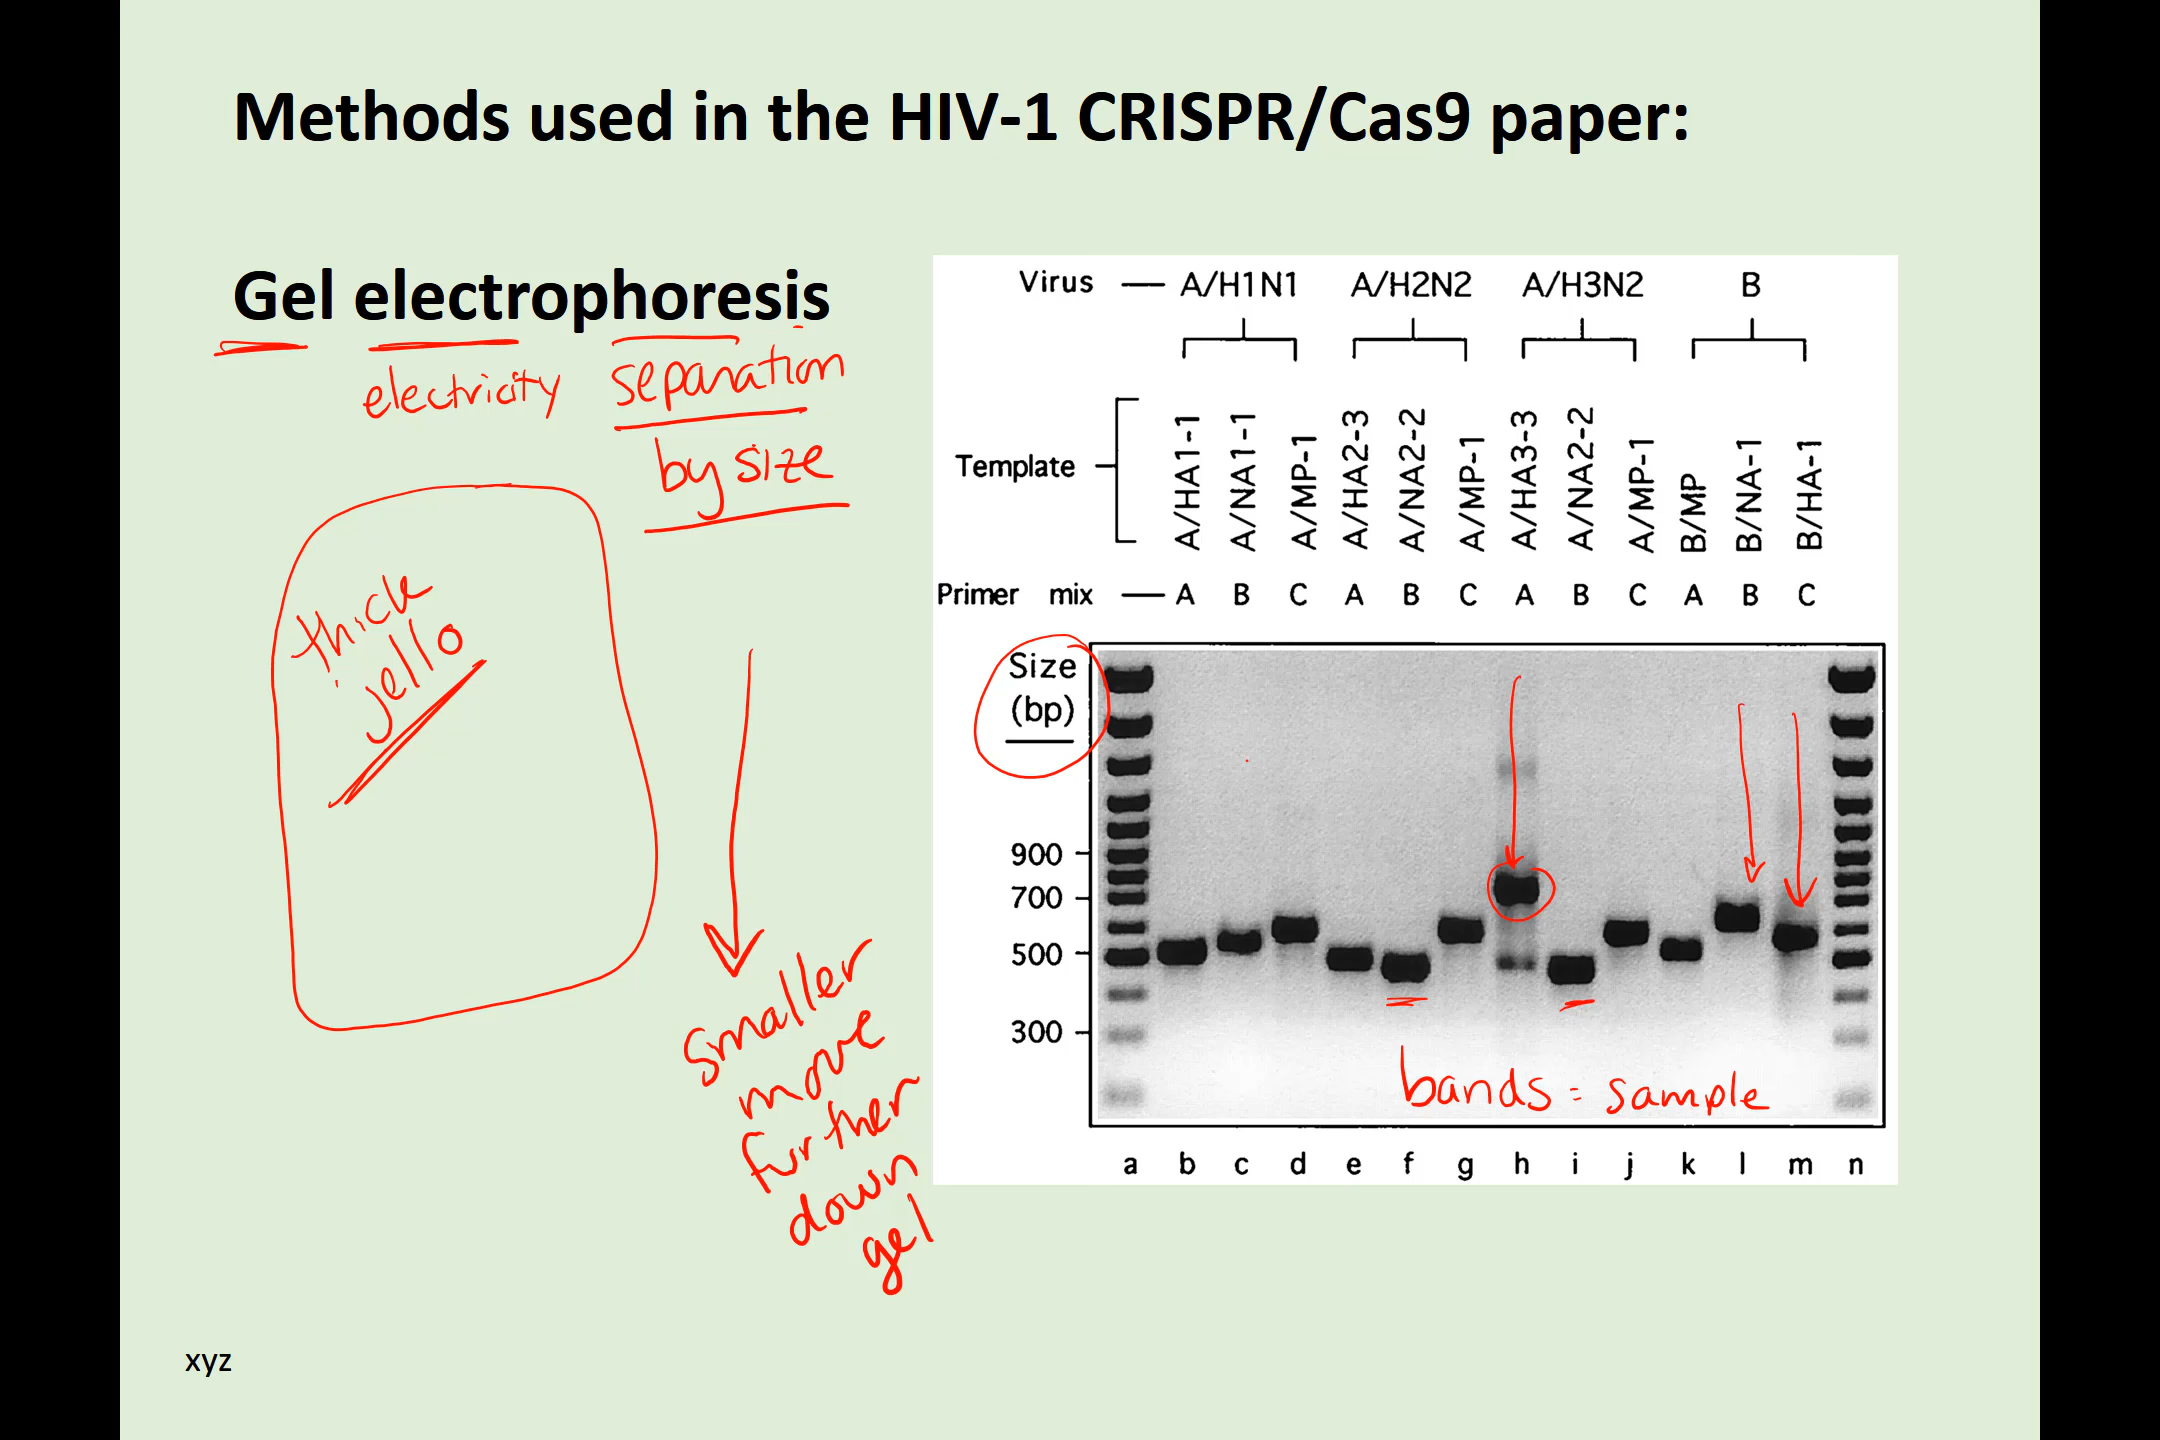 Methods used in the HIV-1 CRISPR/Cas9 paper:
Gel electrophoresis
electricity separation
by size
thick
jello
smaller
move
further
down
gel
Virus — A/H1N1 A/H2N2 A/H3N2 B
Template
A/HA1-1 A/NA1-1 A/MP-1 A/HA2-3 A/NA2-2 A/MP-1 A/HA3-3 A/NA2-2 A/MP-1 B/MP B/NA-1 B/HA-1
Primer mix — A B C A B C A B C A B C
Size
(bp)
900
700
500
300
bands = sample
a b c d e f g h i j k l m n
xyz